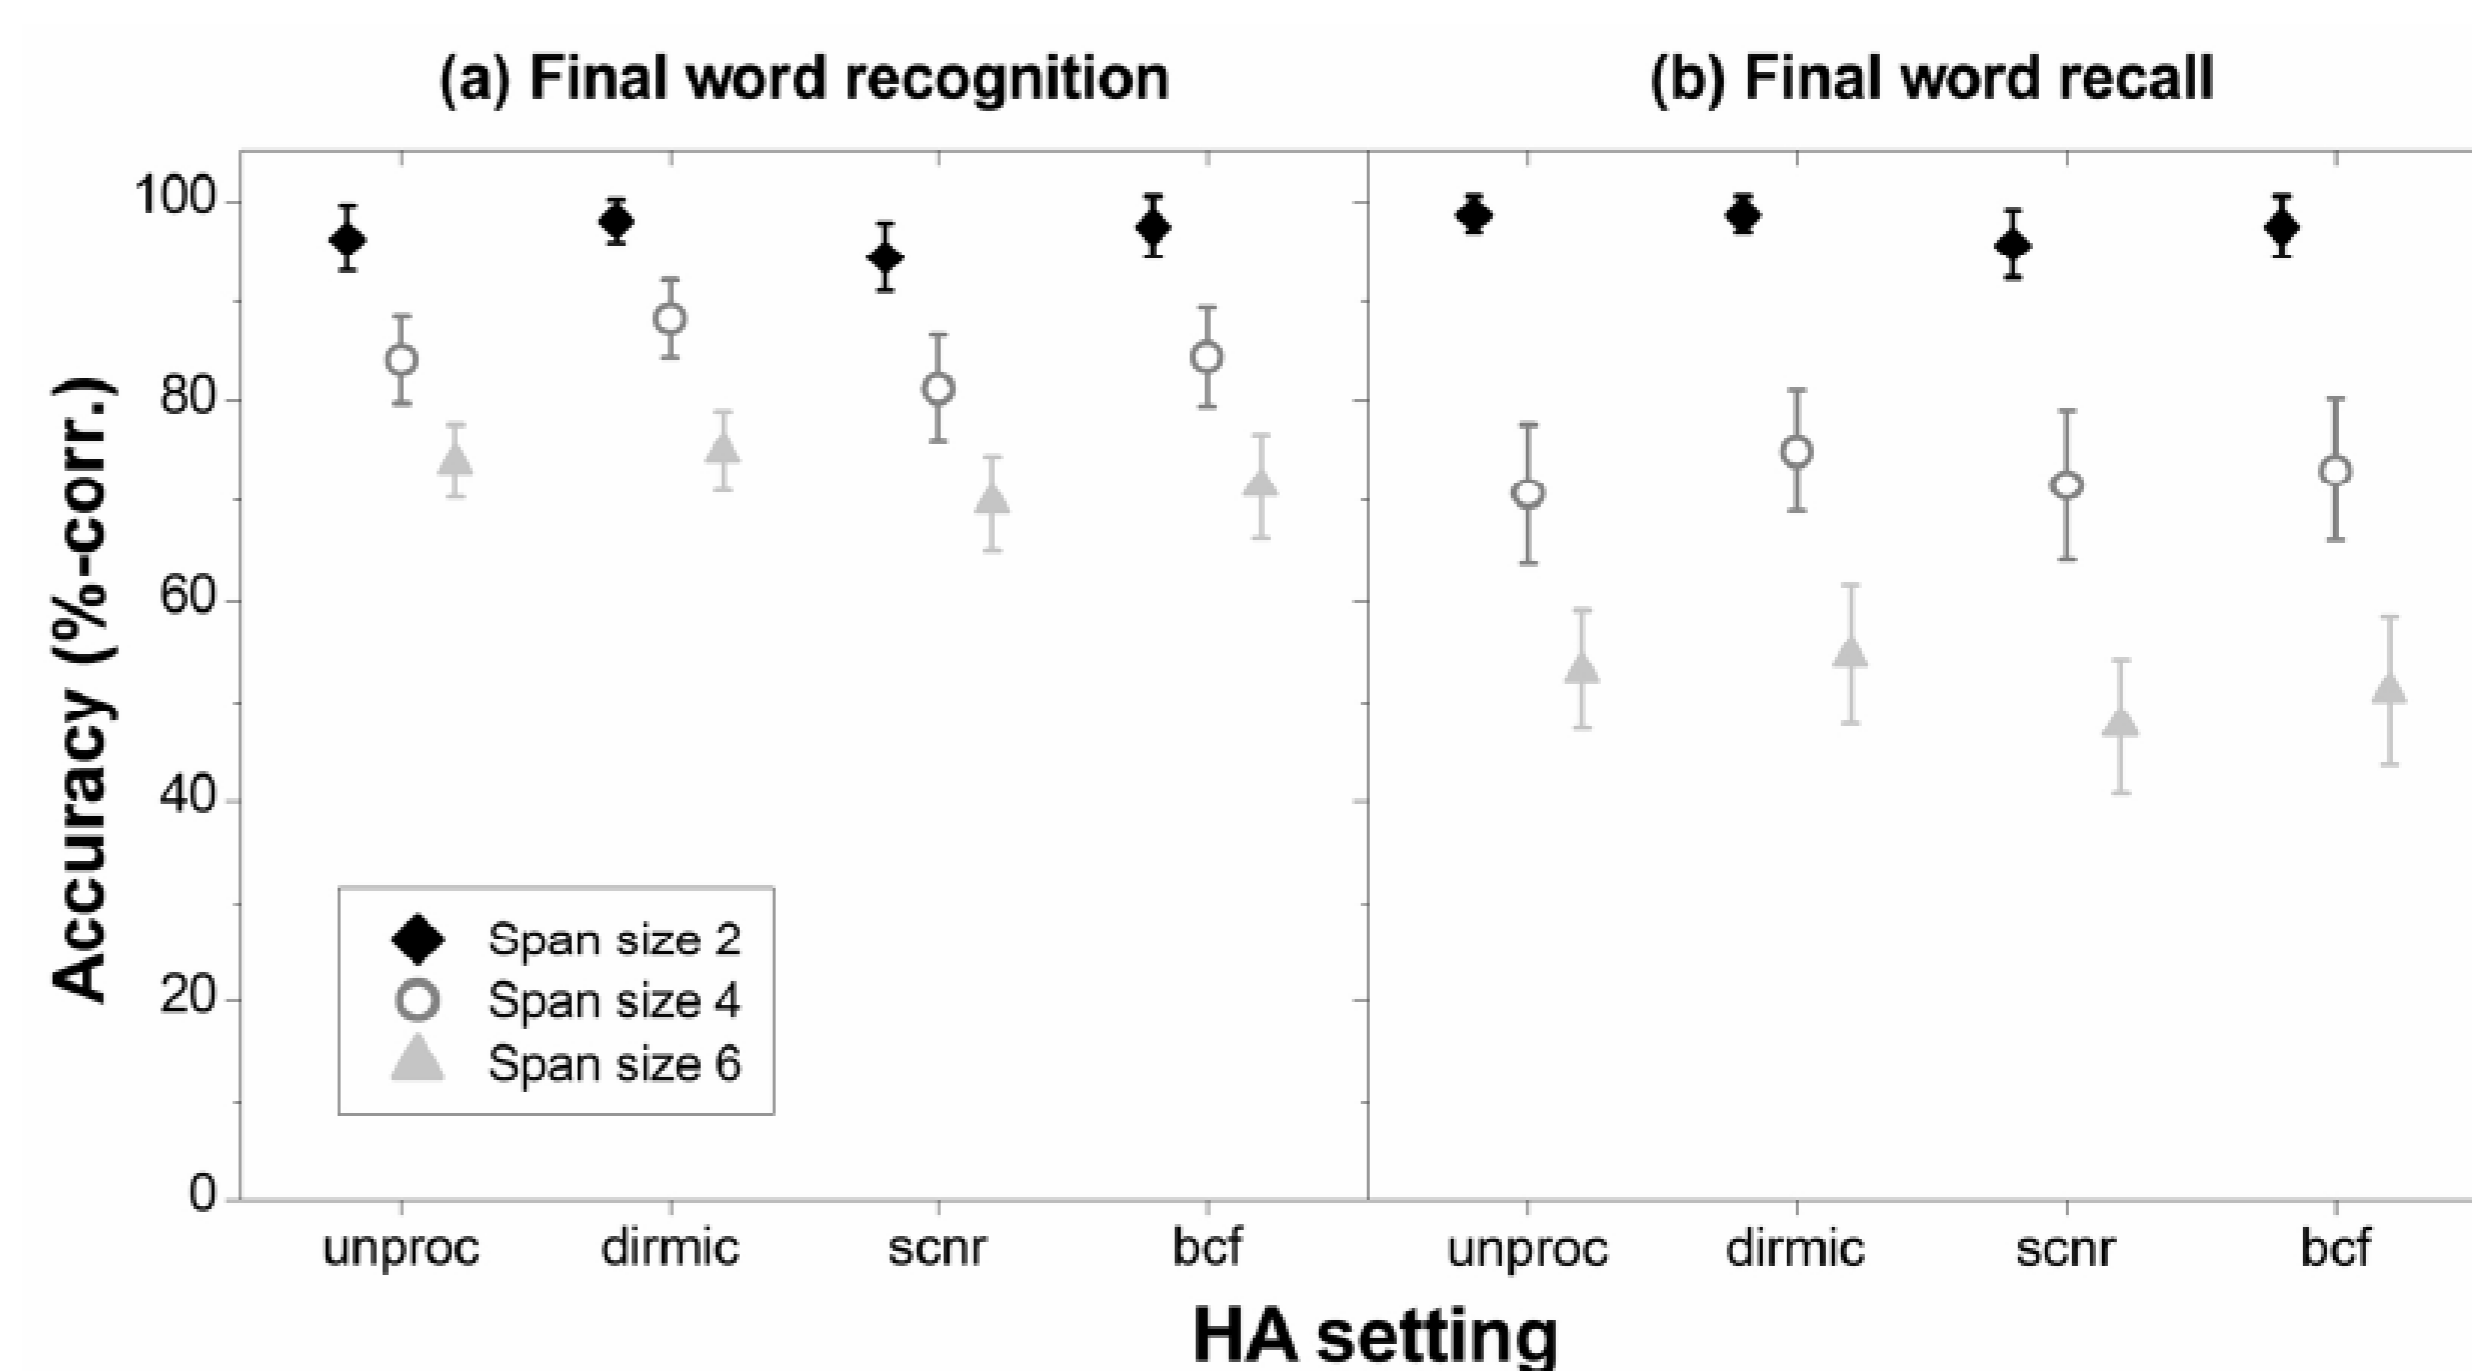 (a) Final word recognition
(b) Final word recall
Accuracy (%-corr.)
100
80
60
40
20
0
Span size 2
Span size 4
Span size 6
unproc dirmic scnr bcf
unproc dirmic scnr bcf
HA setting